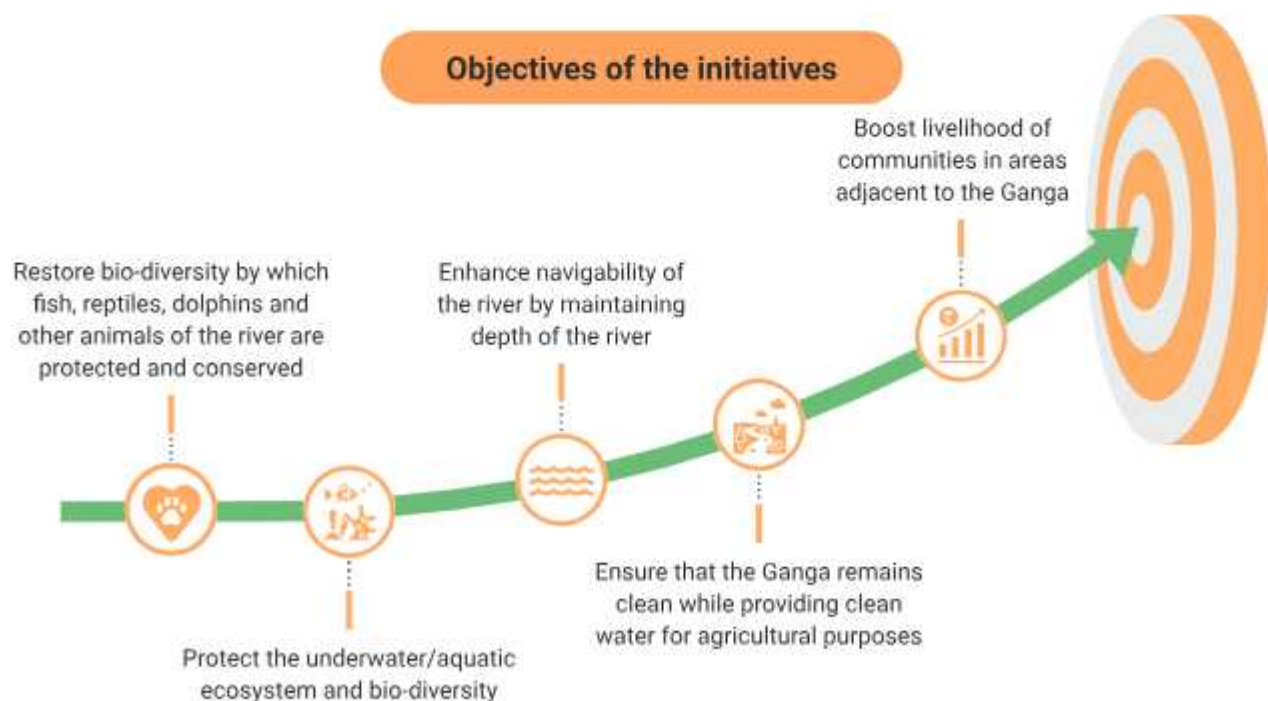 Objectives of the initiatives
Restore bio-diversity by which
fish, reptiles, dolphins and
other animals of the river are
protected and conserved
Protect the underwater/aquatic
ecosystem and bio-diversity
Enhance navigability of
the river by maintaining
depth of the river
Ensure that the Ganga remains
clean while providing clean
water for agricultural purposes
Boost livelihood of
communities in areas
adjacent to the Ganga